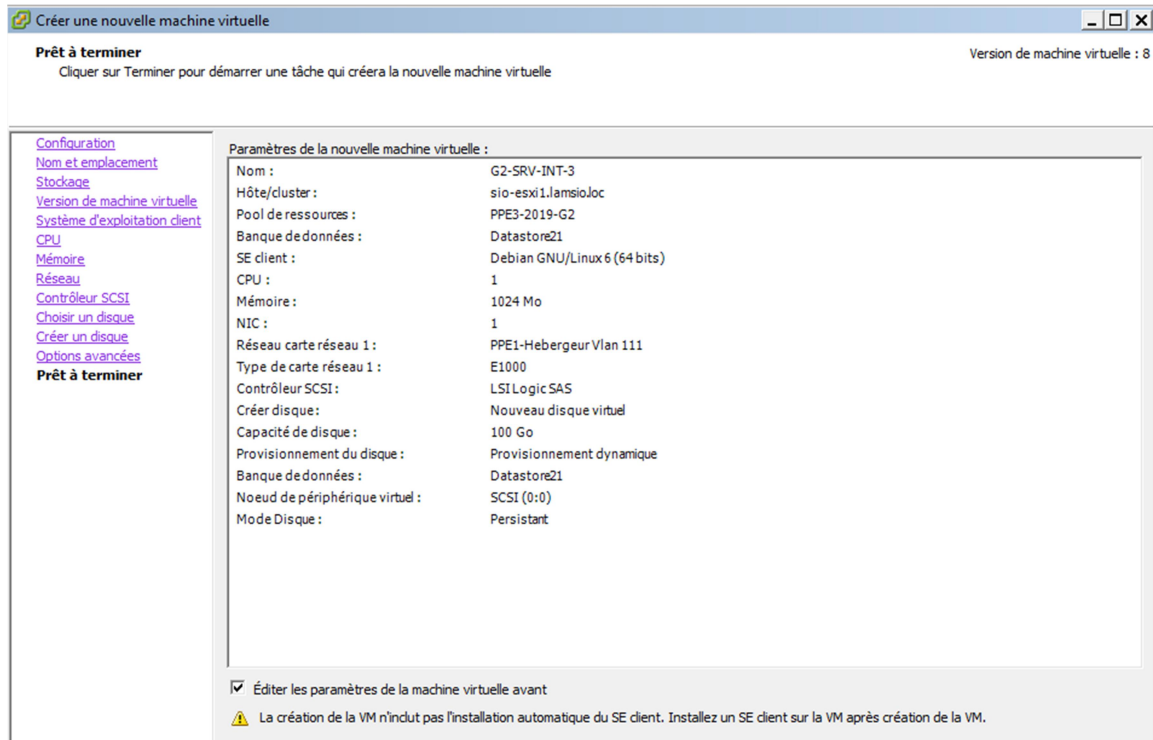 Créer une nouvelle machine virtuelle
Prêt à terminer
Version de machine virtuelle : 8
Cliquer sur Terminer pour démarrer une tâche qui créera la nouvelle machine virtuelle
Configuration
Nom et emplacement
Stockage
Version de machine virtuelle
Système d'exploitation client
CPU
Mémoire
Réseau
Contrôleur SCSI
Choisir un disque
Créer un disque
Options avancées
Prêt à terminer
Paramètres de la nouvelle machine virtuelle :
Nom : G2-SRV-INT-3
Hôte/cluster : sio-esxi1.lamsio.loc
Pool de ressources : PPE3-2019-G2
Banque de données : Datastore21
SE client : Debian GNU/Linux 6 (64 bits)
CPU : 1
Mémoire : 1024 Mo
NIC : 1
Réseau carte réseau 1 : PPE1-Hebergeur Vlan 111
Type de carte réseau 1 : E1000
Contrôleur SCSI : LSI Logic SAS
Créer disque : Nouveau disque virtuel
Capacité de disque : 100 Go
Provisionnement du disque : Provisionnement dynamique
Banque de données : Datastore21
Noeud de périphérique virtuel : SCSI (0:0)
Mode Disque : Persistant
Éditer les paramètres de la machine virtuelle avant
La création de la VM n'inclut pas l'installation automatique du SE client. Installez un SE client sur la VM après création de la VM.